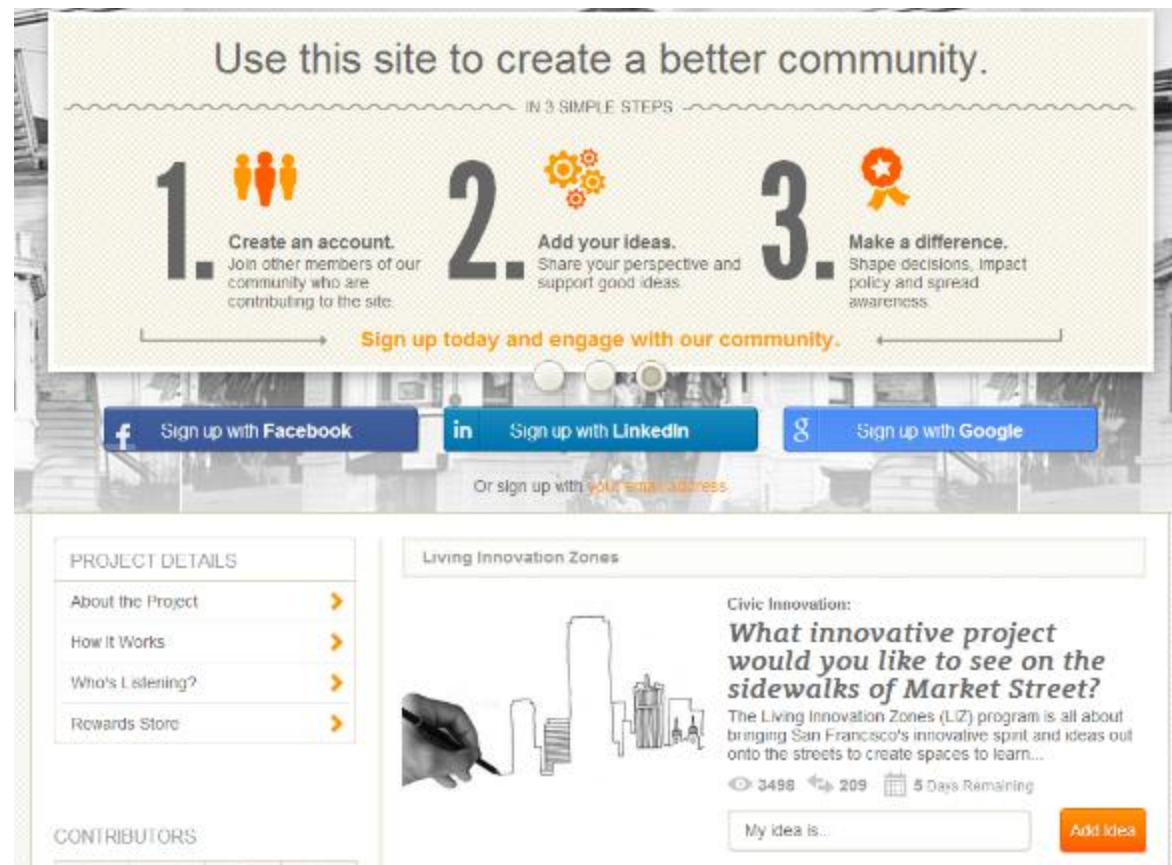 Use this site to create a better community.
IN 3 SIMPLE STEPS
1.
Create an account.
Join other members of our
community who are
contributing to the site.
2.
Add your ideas.
Share your perspective and
support good ideas.
3.
Make a difference.
Shape decisions, impact
policy and spread
awareness.
Sign up today and engage with our community.
f Sign up with Facebook
in Sign up with LinkedIn
g Sign up with Google
Or sign up with your email address
PROJECT DETAILS
About the Project
How It Works
Who's Listening?
Rewards Store
CONTRIBUTORS
Living Innovation Zones
Civic Innovation:
What innovative project
would you like to see on the
sidewalks of Market Street?
The Living Innovation Zones (LIZ) program is all about
bringing San Francisco's innovative spirit and ideas out
onto the streets to create spaces to learn...
3498 209 5 Days Remaining
My idea is...
Add Idea